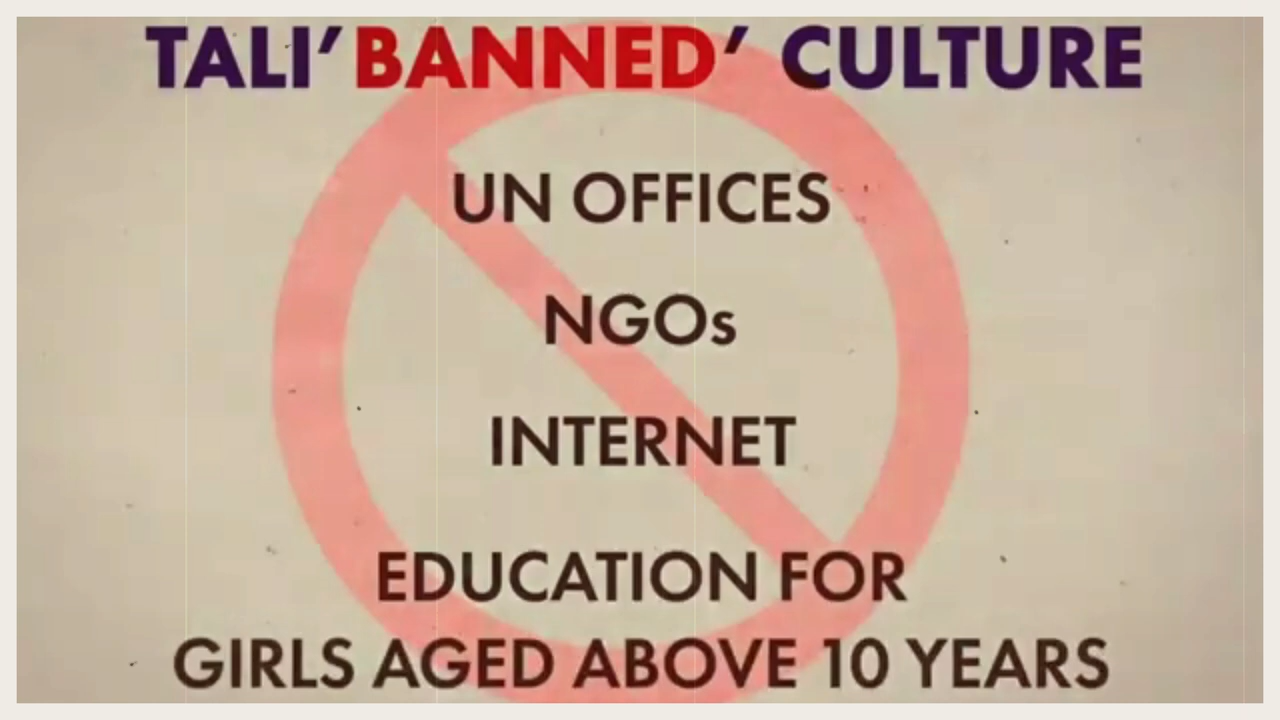 TALI'BANNED' CULTURE
UN OFFICES
NGOs
INTERNET
EDUCATION FOR
GIRLS AGED ABOVE 10 YEARS